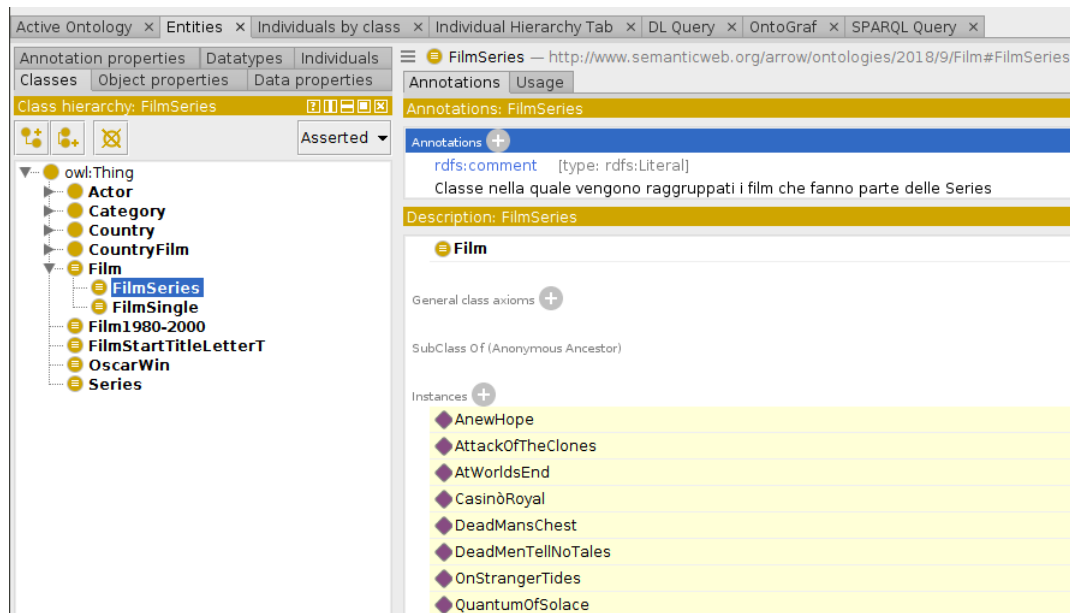 Active Ontology × Entities × Individuals by class × Individual Hierarchy Tab × DL Query × OntoGraf × SPARQL Query ×
Annotation properties Datatypes Individuals
Classes Object properties Data properties
Class hierarchy: FilmSeries
Asserted
owl:Thing
Actor
Category
Country
CountryFilm
Film
FilmSeries
FilmSingle
Film1980-2000
FilmStartTitleLetterT
OscarWin
Series
FilmSeries — http://www.semanticweb.org/arrow/ontologies/2018/9/Film#FilmSeries
Annotations Usage
Annotations: FilmSeries
Annotations
rdfs:comment [type: rdfs:Literal]
Classe nella quale vengono raggruppati i film che fanno parte delle Series
Description: FilmSeries
Film
General class axioms
SubClass Of (Anonymous Ancestor)
Instances
AnewHope
AttackOfTheClones
AtWorldsEnd
CasinòRoyal
DeadMansChest
DeadMenTellNoTales
OnStrangerTides
QuantumOfSolace